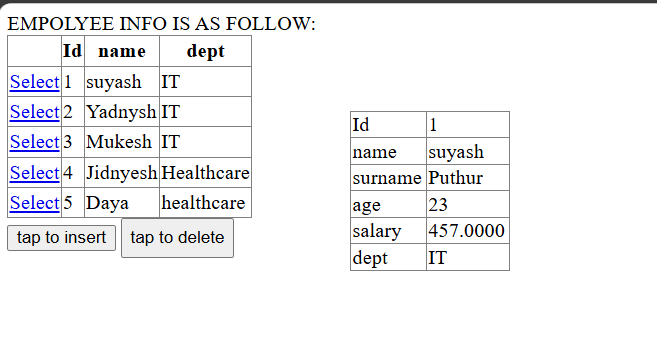 EMPOLYEE INFO IS AS FOLLOW:
Id name dept
Select 1 suyash IT
Select 2 Yadnysh IT
Select 3 Mukesh IT
Select 4 Jidnyesh Healthcare
Select 5 Daya healthcare
tap to insert tap to delete
Id 1
name suyash
surname Puthur
age 23
salary 457.0000
dept IT